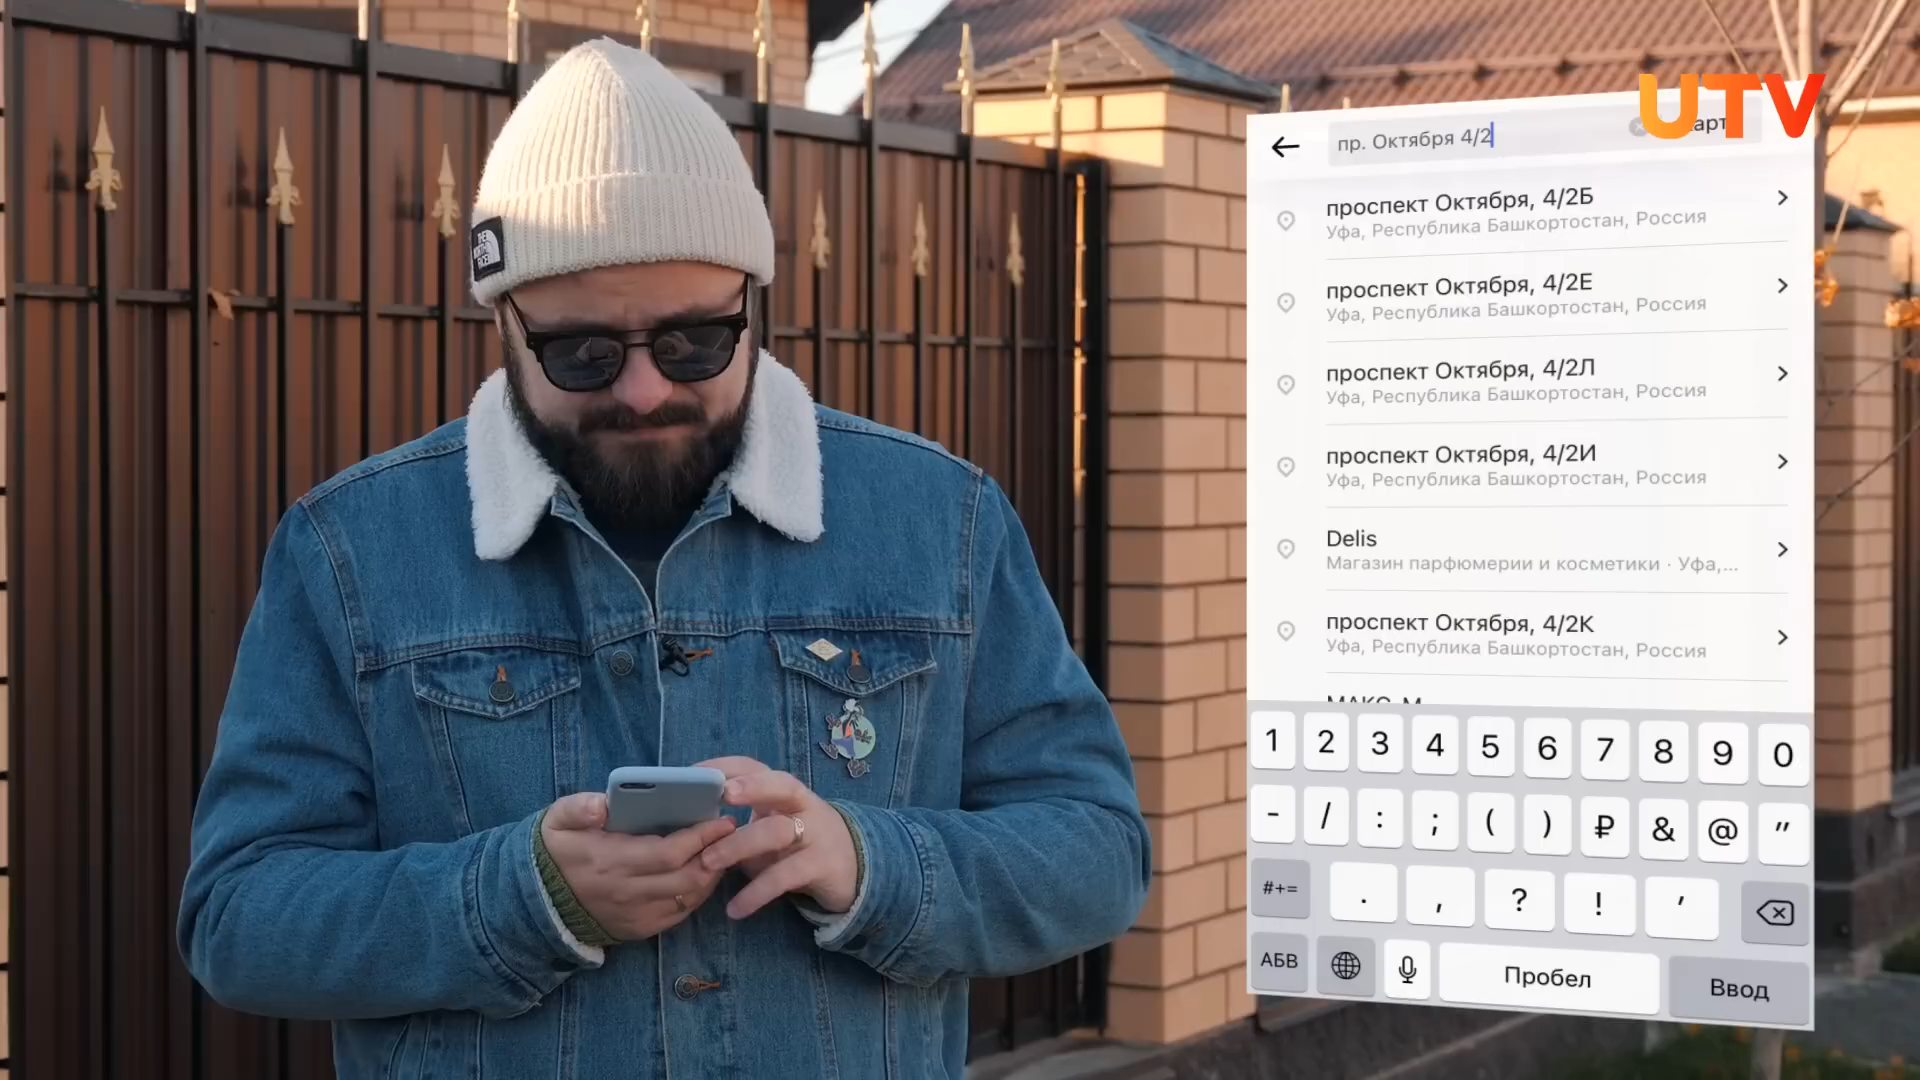 THE
NORTH
FACE
UTV
пр. Октября 4/2
проспект Октября, 4/2Б
Уфа, Республика Башкортостан, Россия
проспект Октября, 4/2Е
Уфа, Республика Башкортостан, Россия
проспект Октября, 4/2Л
Уфа, Республика Башкортостан, Россия
проспект Октября, 4/2И
Уфа, Республика Башкортостан, Россия
Delis
Магазин парфюмерии и косметики · Уфа,...
проспект Октября, 4/2К
Уфа, Республика Башкортостан, Россия
1 2 3 4 5 6 7 8 9 0
- / : ; ( ) ₽ & @ "
#+= . , ? ! '
АБВ Пробел Ввод